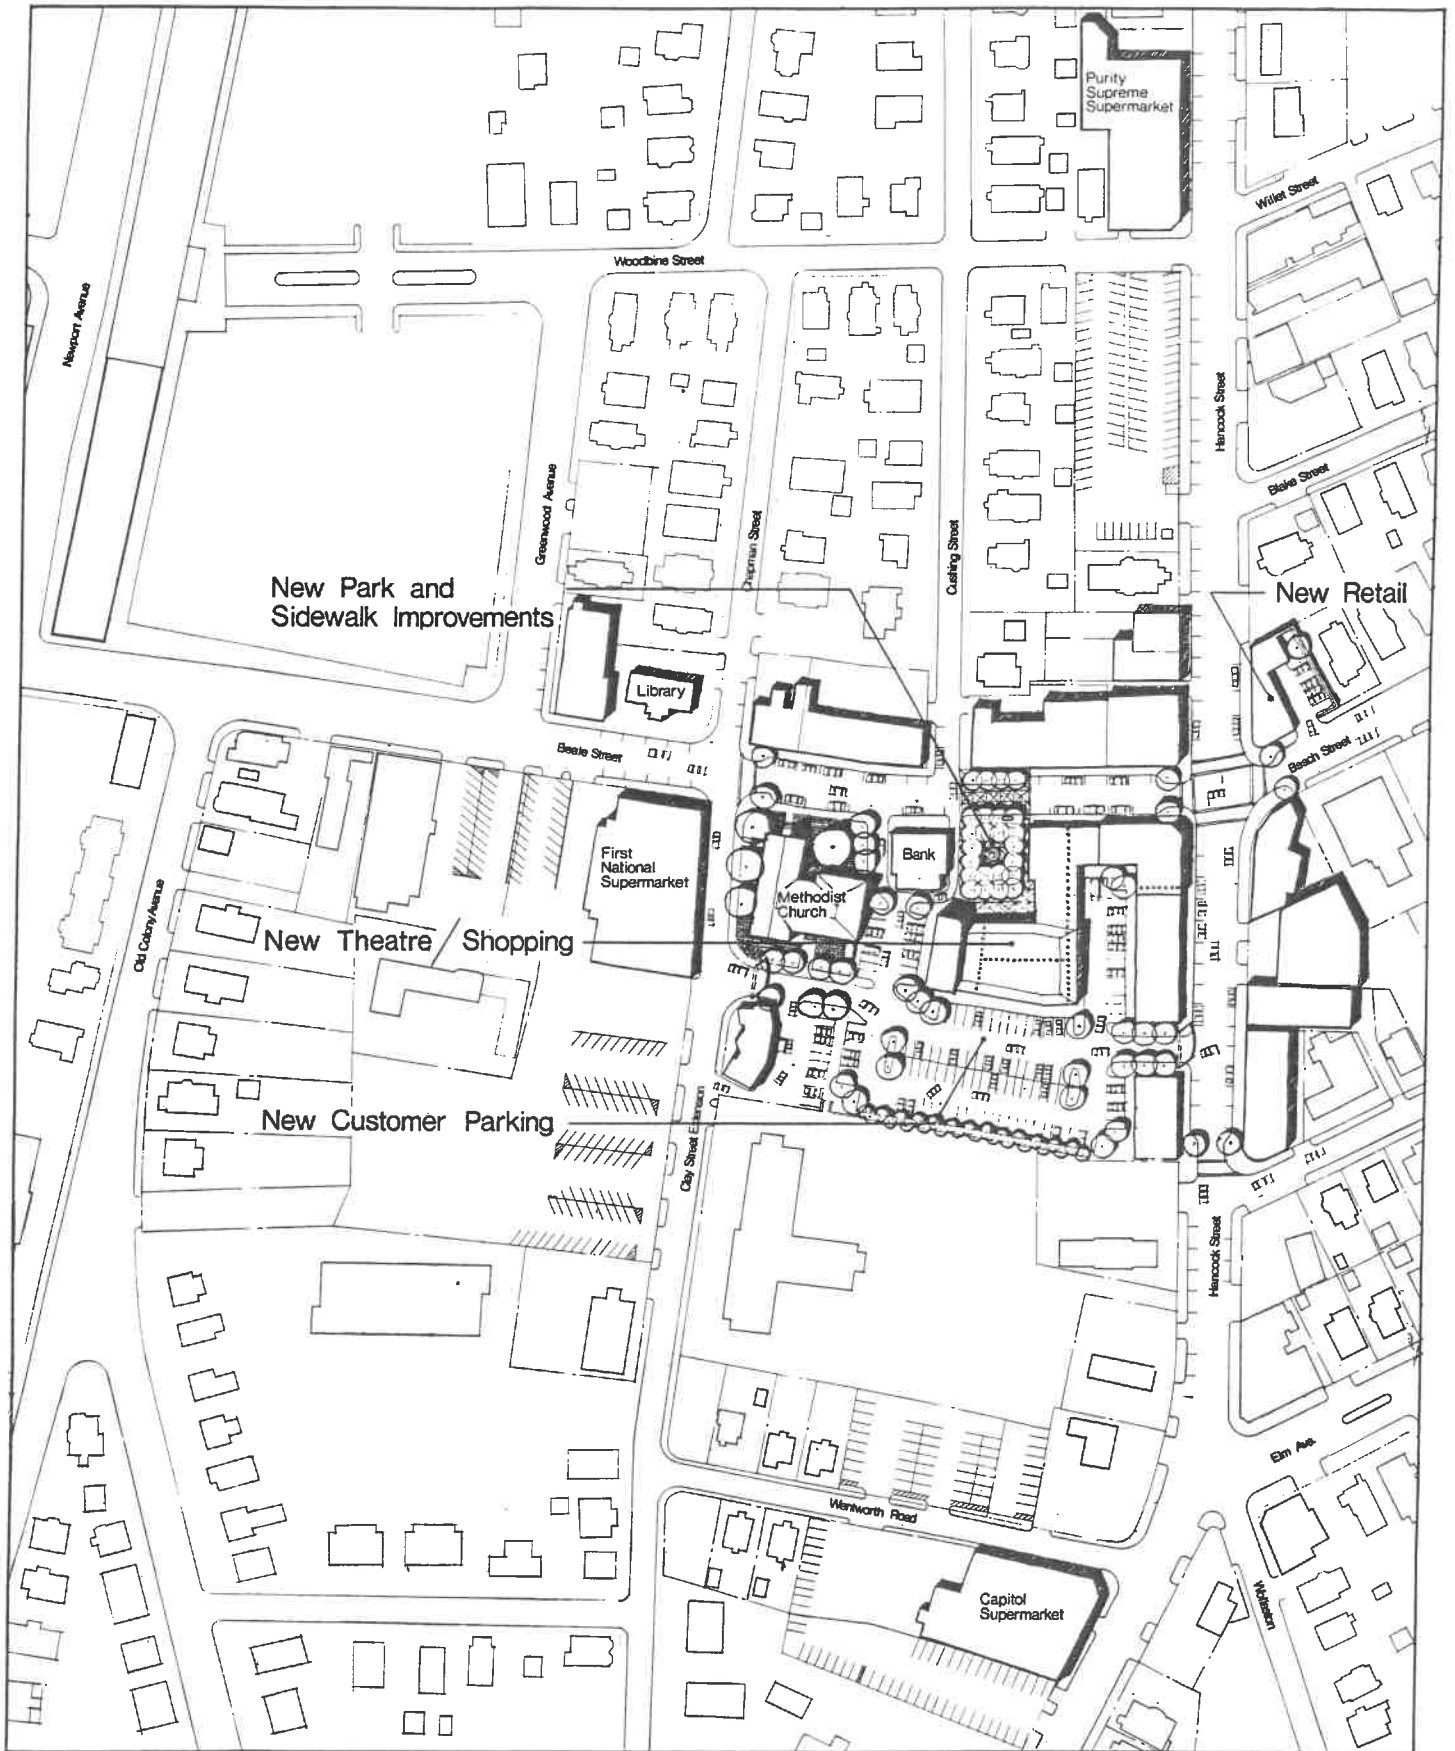 Purity
Supreme
Supermarket
Willet Street
Woodbine Street
Newport Avenue
Hancock Street
Blake Street
Greenwood Avenue
Chapman Street
Cushing Street
New Park and
Sidewalk Improvements
New Retail
Library
Beale Street
Beach Street
First
National
Supermarket
Bank
Methodist
Church
Old Colony Avenue
New Theatre Shopping
New Customer Parking
Clay Street Extension
Hancock Street
Elm Ave.
Wentworth Road
Capitol
Supermarket
Wollaston